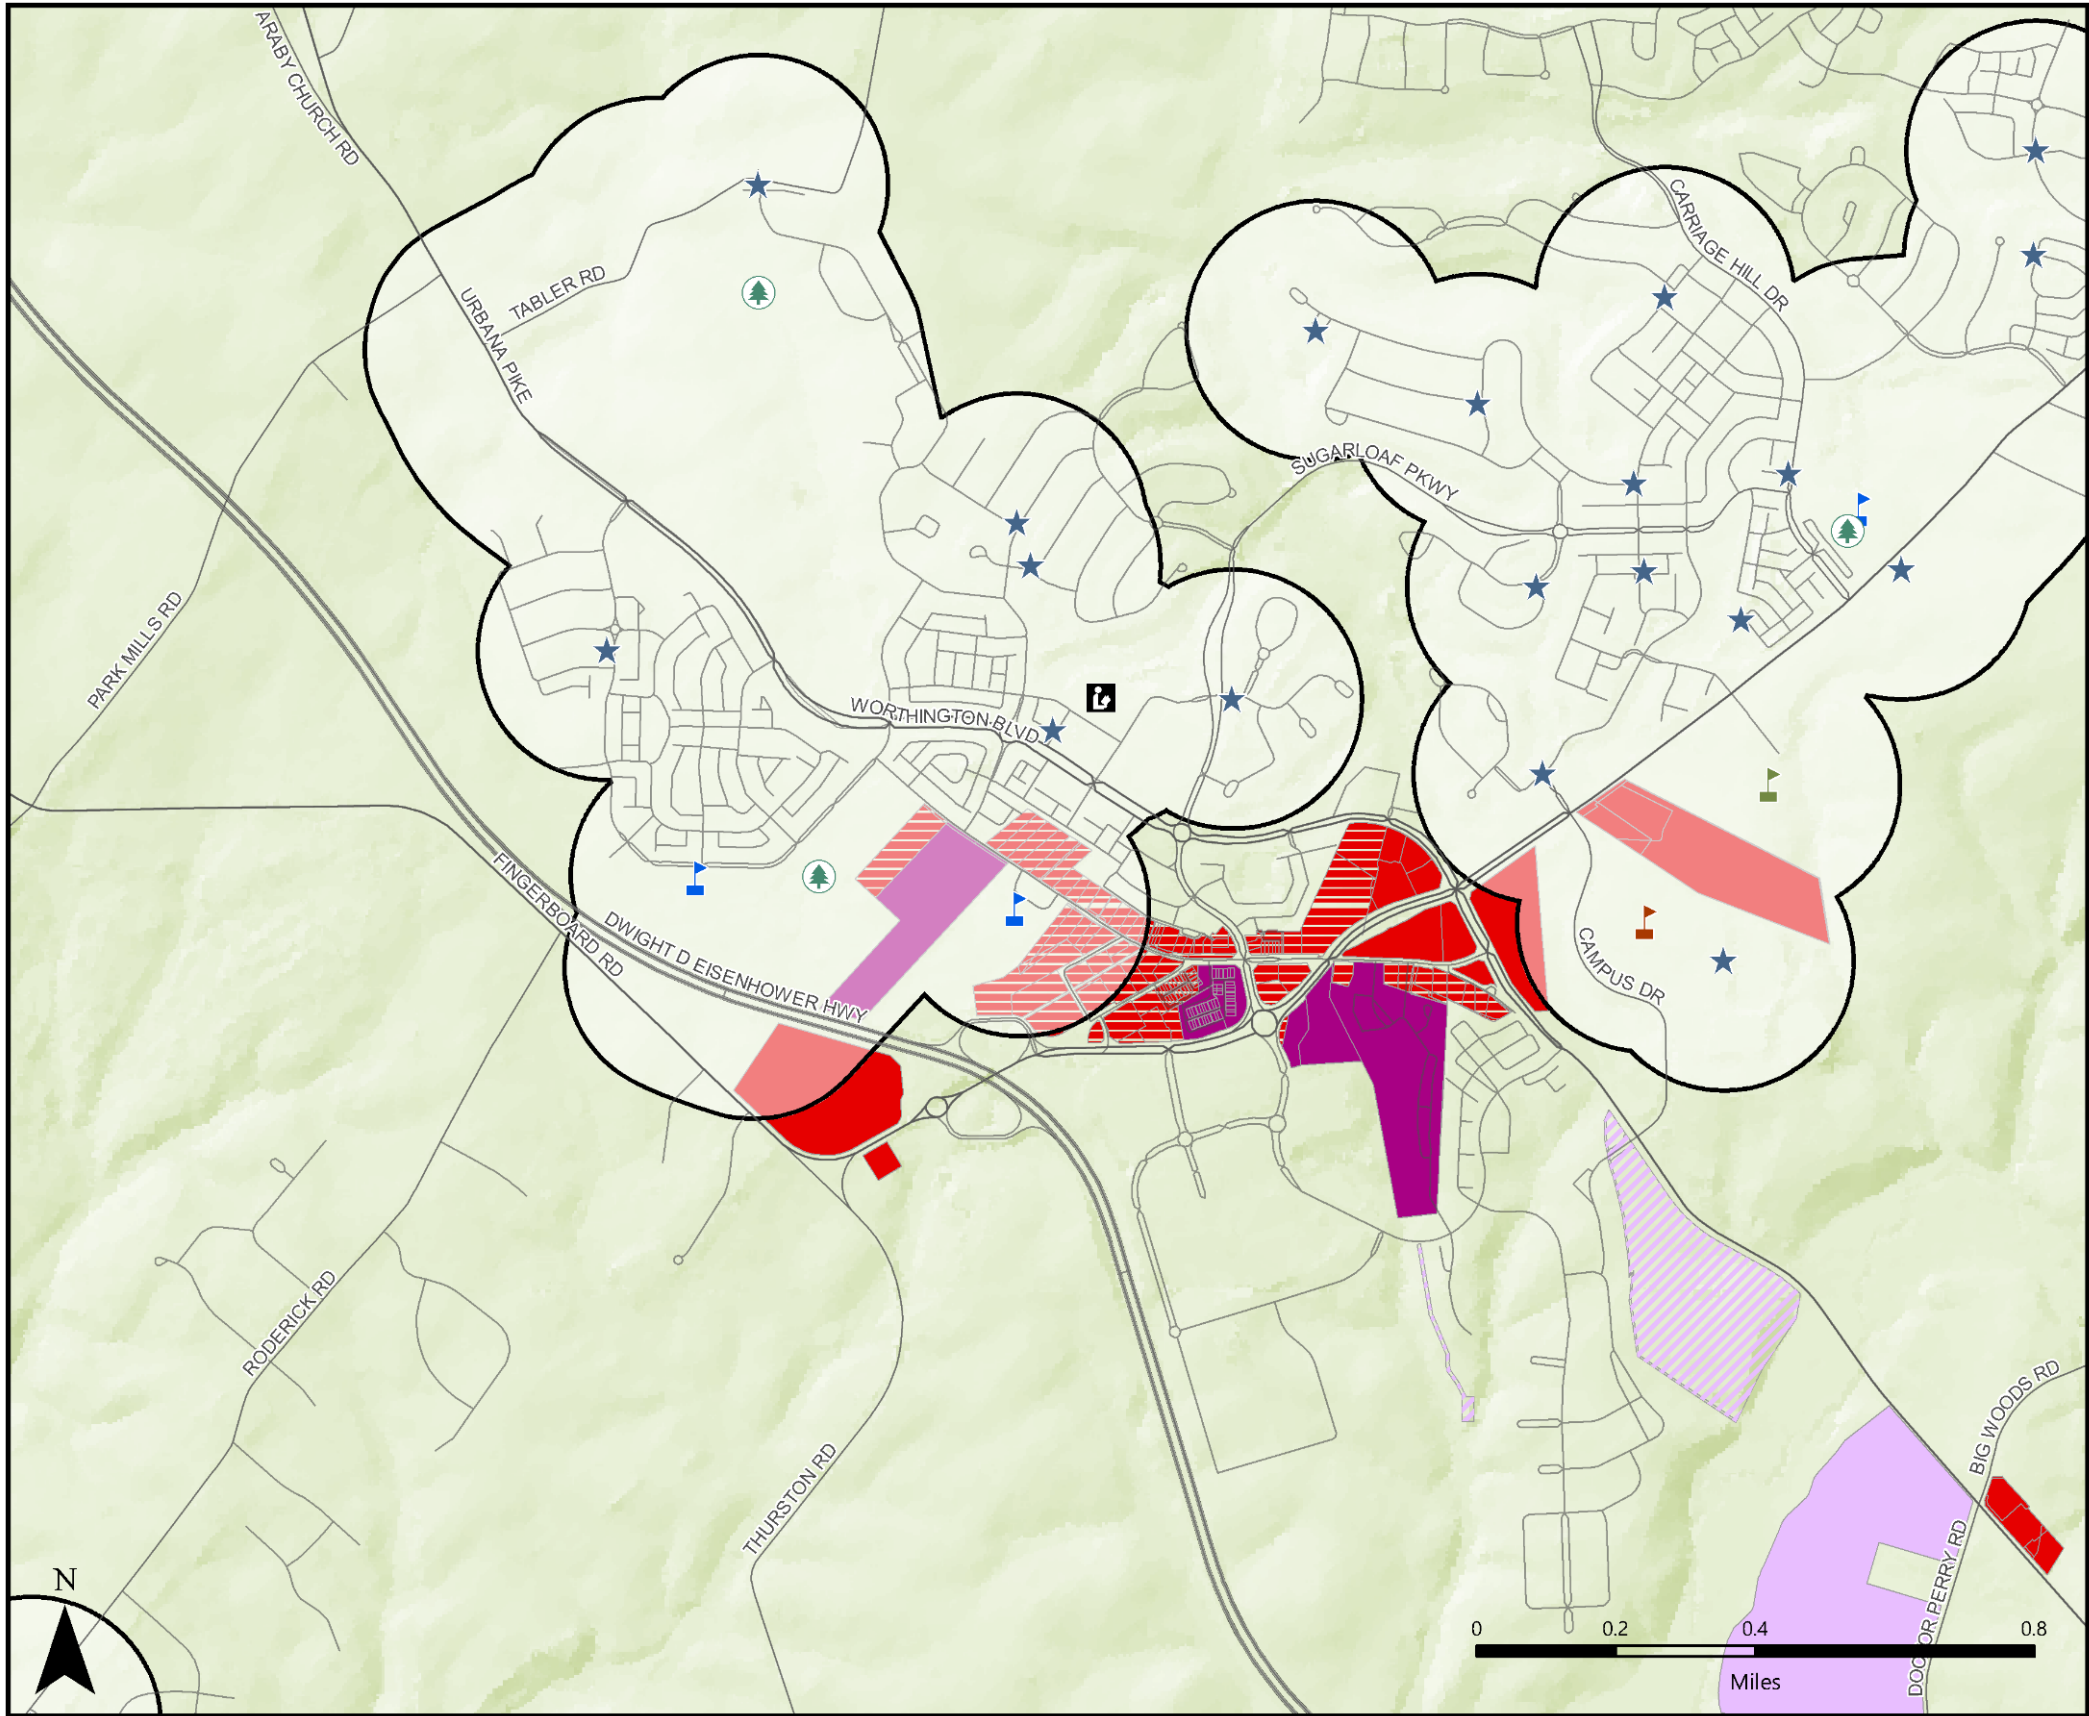 ARABY CHURCH RD
CARRIAGE HILL DR
TABLER RD
URBANA PIKE
SUGARLOAF PKWY
PARK MILLS RD
WORTHINGTON BLVD
FINGERBOARD RD
DWIGHT D EISENHOWER HWY
CAMPUS DR
RODERICK RD
THURSTON RD
BIG WOODS RD
DOCTOR PERRY RD
N
0 0.2 0.4 0.8
Miles